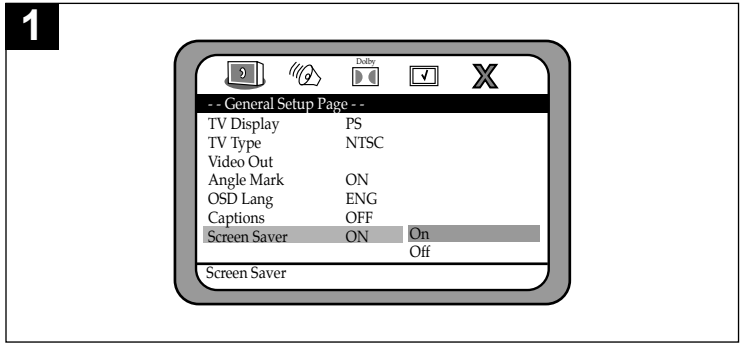 1
Dolby
- - General Setup Page - -
TV Display PS
TV Type NTSC
Video Out
Angle Mark ON
OSD Lang ENG
Captions OFF
Screen Saver ON On
Off
Screen Saver